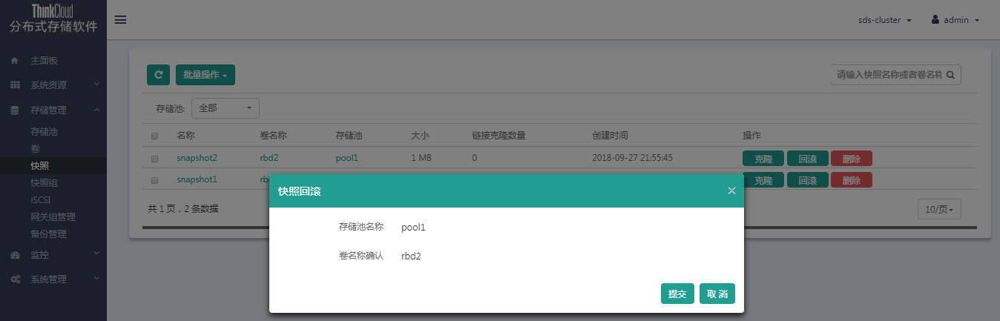 ThinkCloud
分布式存储软件
sds-cluster
admin
主面板
系统资源
存储管理
存储池
卷
快照
快照组
iSCSI
网关组管理
备份管理
监控
系统管理
批量操作
请输入快照名称或者卷名称
存储池: 全部
名称 卷名称 存储池 大小 链接克隆数量 创建时间 操作
snapshot2 rbd2 pool1 1 MB 0 2018-09-27 21:55:45 克隆 回滚 删除
snapshot1 克隆 回滚 删除
共 1 页，2 条数据
10/页
快照回滚 ×
存储池名称 pool1
卷名称确认 rbd2
提交 取 消